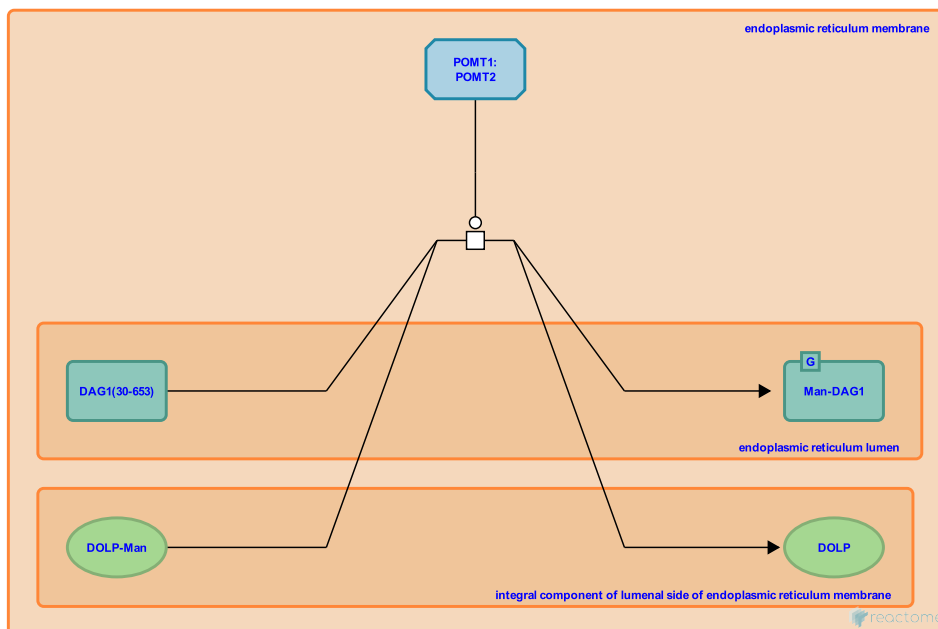 endoplasmic reticulum membrane
POMT1:
POMT2
G
DAG1(30-653)
Man-DAG1
endoplasmic reticulum lumen
DOLP-Man
DOLP
integral component of lumenal side of endoplasmic reticulum membrane
reactome